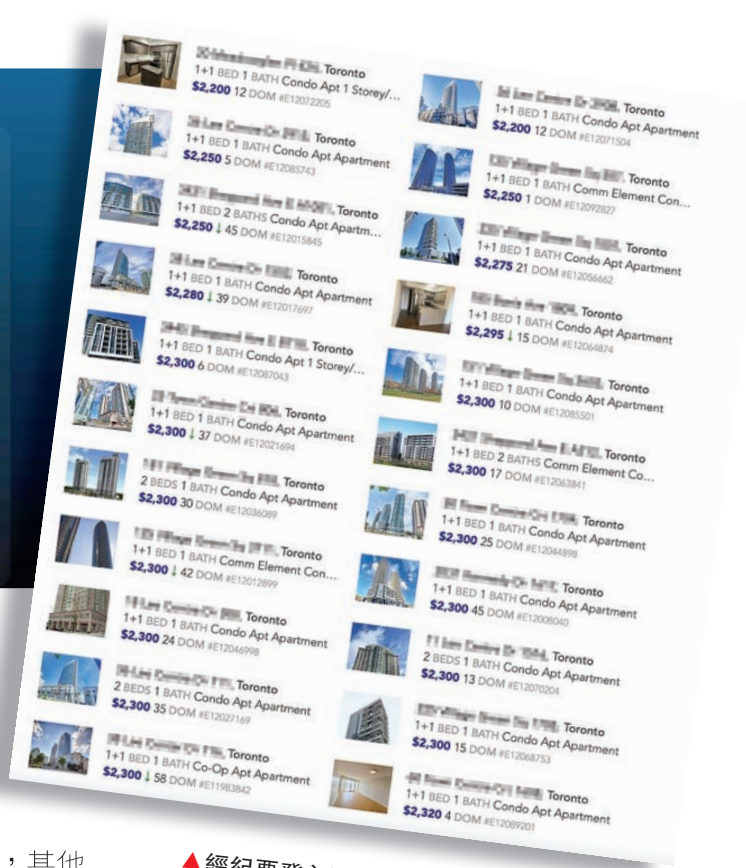 Toronto
1+1 BED 1 BATH Condo Apt 1 Storey/...
$2,200 12 DOM #E12072205
Toronto
1+1 BED 1 BATH Condo Apt Apartment
$2,250 5 DOM #E12085743
Toronto
1+1 BED 2 BATHS Condo Apt Apartm...
$2,250 ↓ 45 DOM #E12015845
Toronto
1+1 BED 1 BATH Condo Apt Apartment
$2,280 ↓ 39 DOM #E12017697
Toronto
1+1 BED 1 BATH Condo Apt 1 Storey/...
$2,300 6 DOM #E12087043
Toronto
1+1 BED 1 BATH Condo Apt Apartment
$2,300 ↓ 37 DOM #E12021694
Toronto
2 BEDS 1 BATH Condo Apt Apartment
$2,300 30 DOM #E12036089
Toronto
1+1 BED 1 BATH Comm Element Con...
$2,300 ↓ 42 DOM #E12012899
Toronto
1+1 BED 1 BATH Condo Apt Apartment
$2,300 24 DOM #E12046998
Toronto
2 BEDS 1 BATH Condo Apt Apartment
$2,300 35 DOM #E12027169
Toronto
1+1 BED 1 BATH Co-Op Apt Apartment
$2,300 ↓ 58 DOM #E11983842
Toronto
1+1 BED 1 BATH Condo Apt Apartment
$2,200 12 DOM #E12071504
Toronto
1+1 BED 1 BATH Comm Element Con...
$2,250 1 DOM #E12092827
Toronto
1+1 BED 1 BATH Condo Apt Apartment
$2,275 21 DOM #E12056662
Toronto
1+1 BED 1 BATH Condo Apt Apartment
$2,295 ↓ 15 DOM #E12064874
Toronto
1+1 BED 1 BATH Condo Apt Apartment
$2,300 10 DOM #E12085501
Toronto
1+1 BED 2 BATHS Comm Element Co...
$2,300 17 DOM #E12063841
Toronto
1+1 BED 1 BATH Condo Apt Apartment
$2,300 25 DOM #E12044898
Toronto
1+1 BED 1 BATH Condo Apt Apartment
$2,300 45 DOM #E12008040
Toronto
2 BEDS 1 BATH Condo Apt Apartment
$2,300 13 DOM #E12070204
Toronto
1+1 BED 1 BATH Condo Apt Apartment
$2,300 15 DOM #E12068753
Toronto
1+1 BED 1 BATH Condo Apt Apartment
$2,320 4 DOM #E12089201
，其他